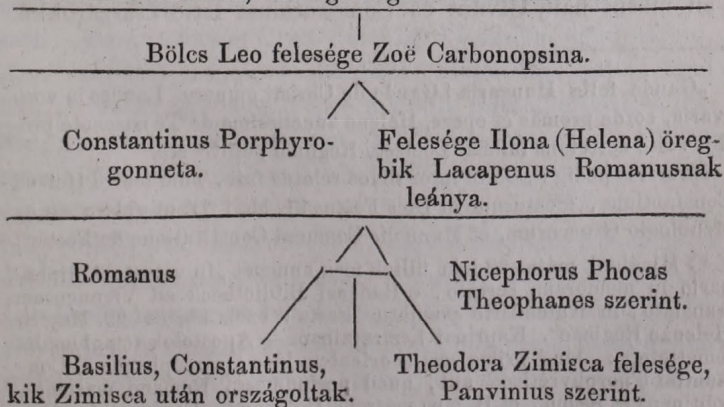 Bölcs Leo felesége Zoë Carbonopsina.
Constantinus Porphyro-
gonneta.
Felesége Ilona (Helena) öreg-
bik Lacapenus Romanusnak
leánya.
Romanus
Nicephorus Phocas
Theophanes szerint.
Basilius, Constantinus,
kik Zimisca után országoltak.
Theodora Zimisca felesége,
Panvinius szerint.